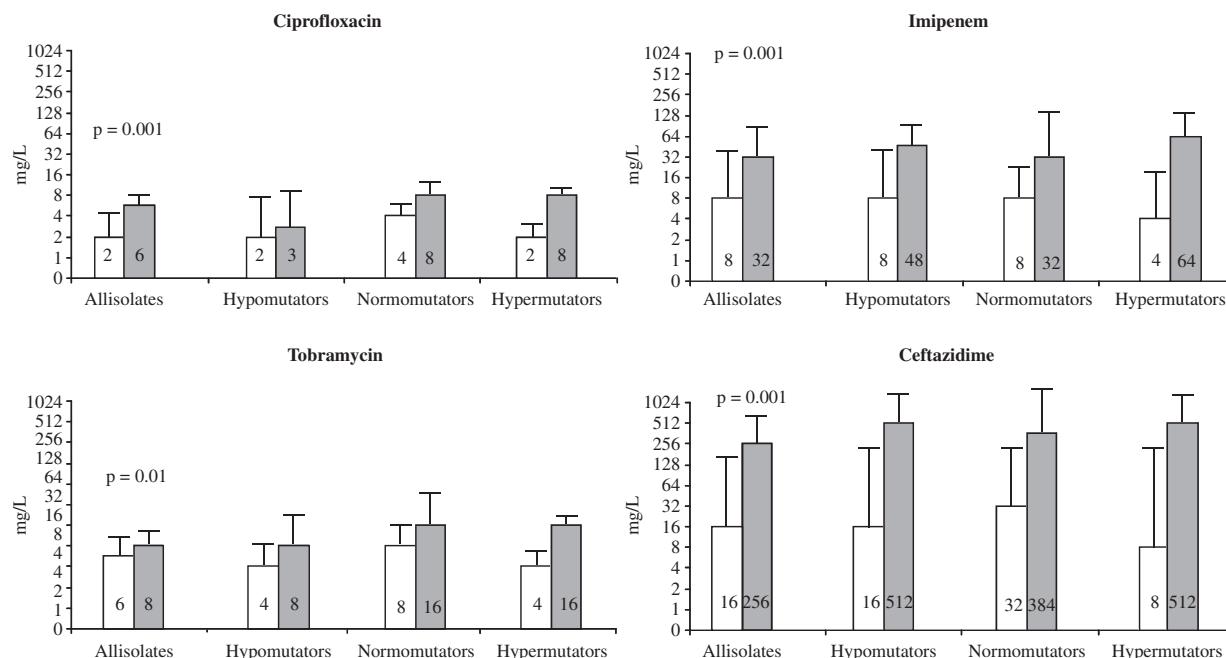 Ciprofloxacin
mg/L
1024
512
256
128
64
32
16
8
4
2
1
0
p = 0.001
2
6
2
3
4
8
2
8
Allisolates
Hypomutators
Normomutators
Hypermutators
Imipenem
mg/L
1024
512
256
128
64
32
16
8
4
2
1
0
p = 0.001
8
32
8
48
8
32
4
64
Allisolates
Hypomutators
Normomutators
Hypermutators
Tobramycin
mg/L
1024
512
256
128
64
32
16
8
4
4
2
1
0
p = 0.01
6
8
4
8
8
16
4
16
Allisolates
Hypomutators
Normomutators
Hypermutators
Ceftazidime
mg/L
1024
512
256
128
64
32
16
8
4
2
1
0
p = 0.001
16
256
16
512
32
384
8
512
Allisolates
Hypomutators
Normomutators
Hypermutators